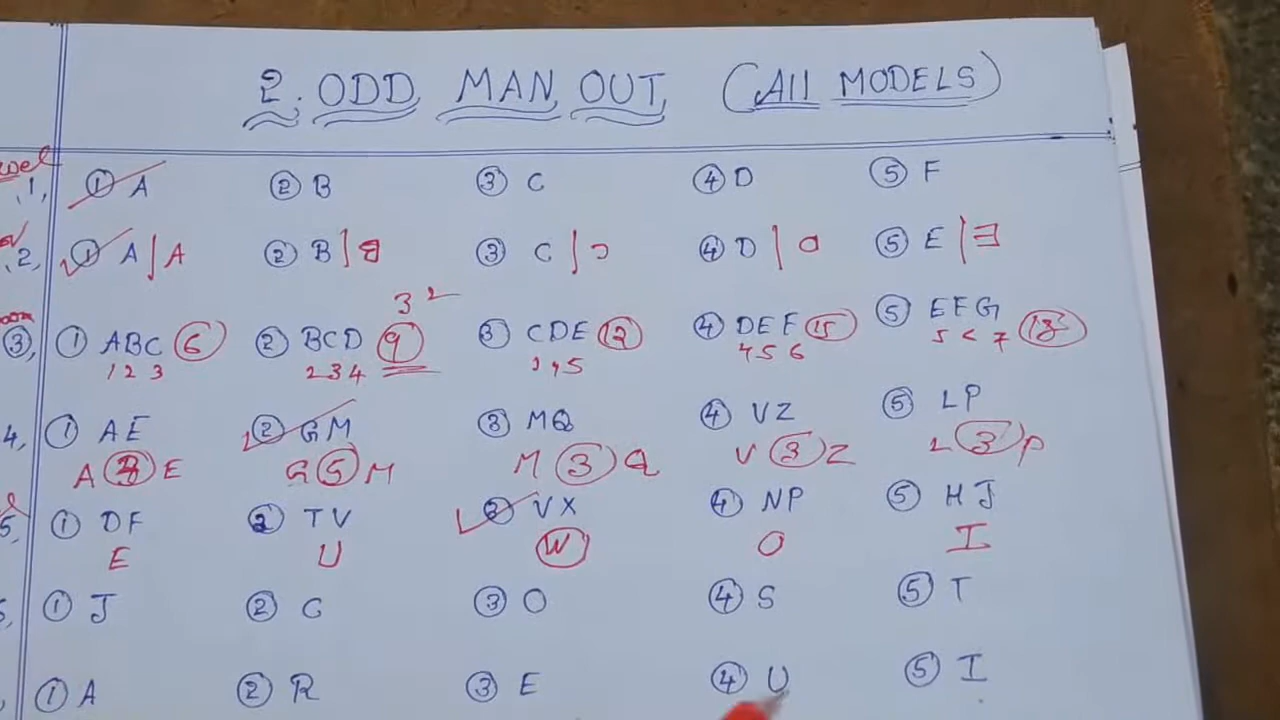 2. ODD MAN OUT (All MODELS)
1, ① A ② B ③ C ④ D ⑤ F
2, ① A | A ② B | B ③ C | C ④ D | D ⑤ E | E
3² 
③, ① ABC 6 ② BCD 9 ③ CDE 12 ④ DEF 15 ⑤ EFG 18
1 2 3 2 3 4 3 4 5 4 5 6 5 6 7
4, ① AE ② GM ③ MQ ④ VZ ⑤ LP
A 3 E G 5 M M 3 Q V 3 Z L 3 P
5, ① DF ② TV ③ VX ④ NP ⑤ HJ
E U W O I
① J ② G ③ O ④ S ⑤ T
① A ② R ③ E ④ U ⑤ I